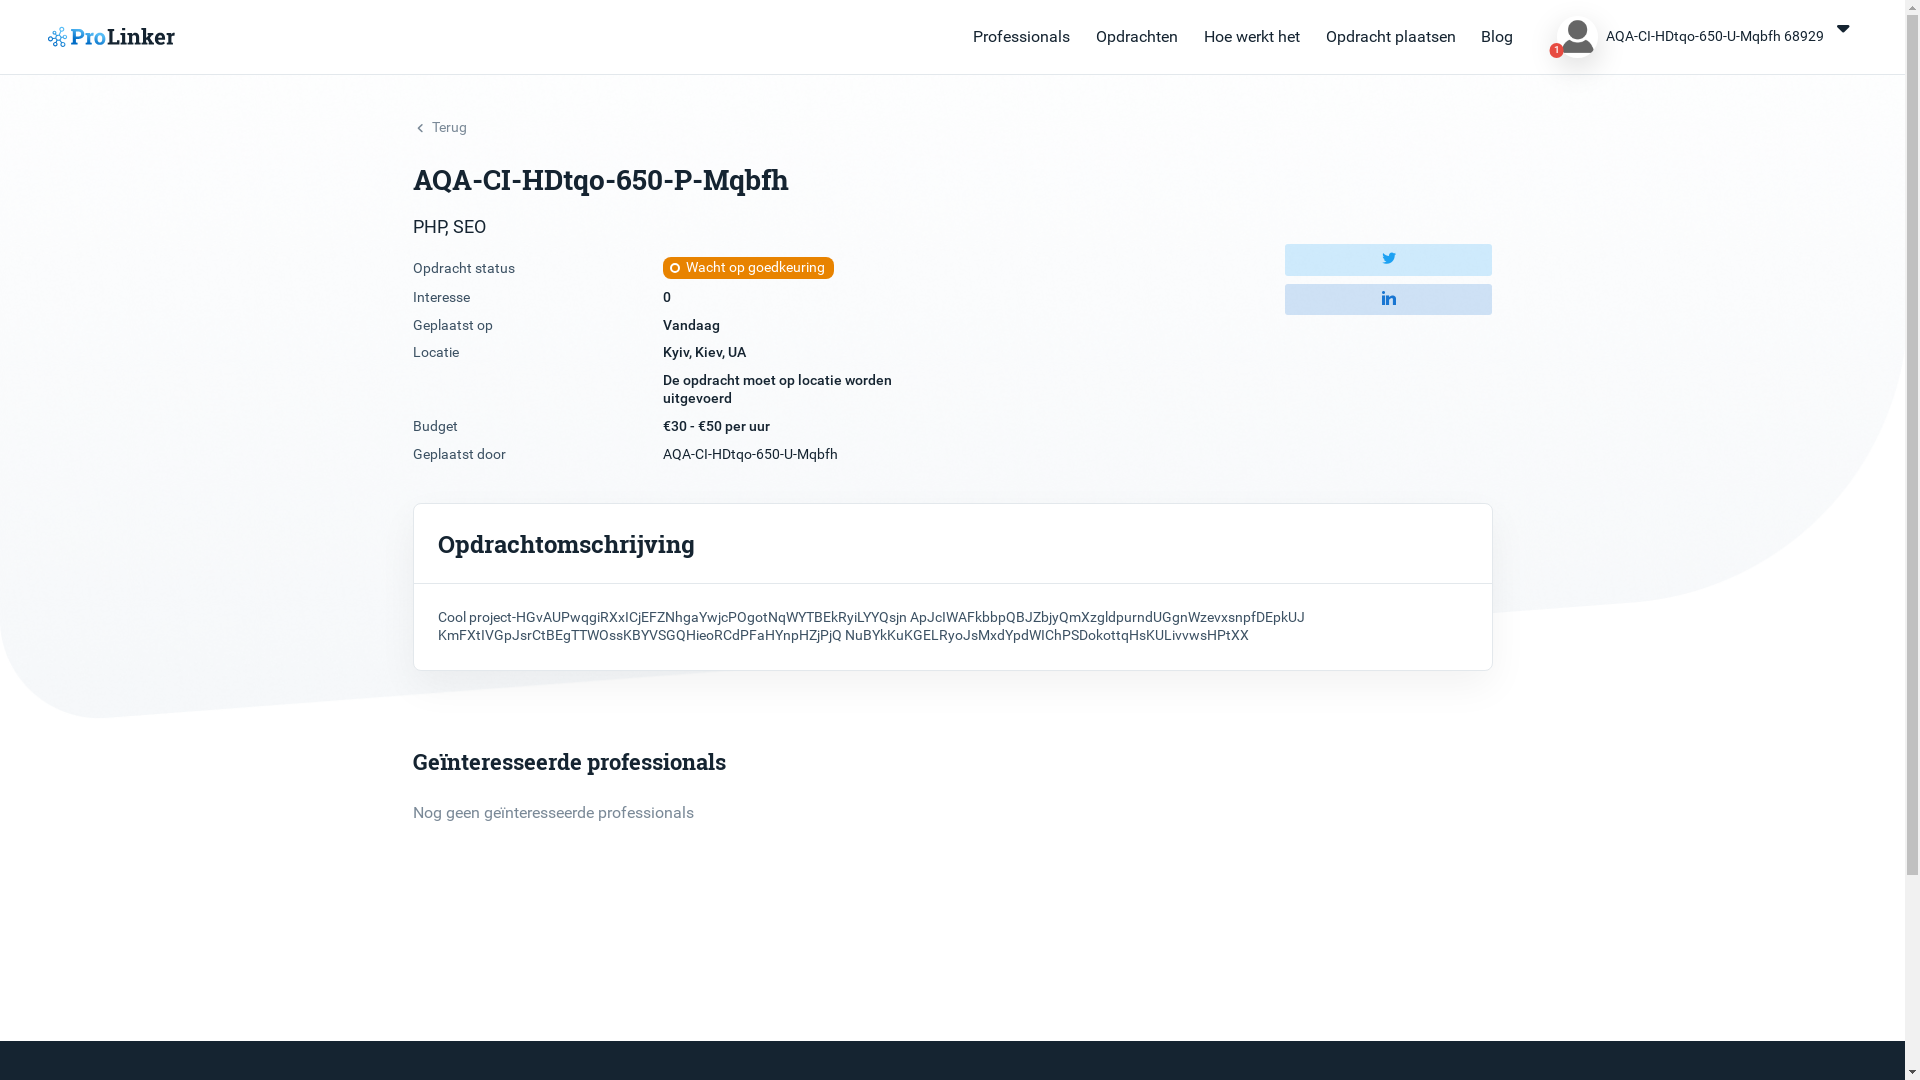 ProLinker
Professionals
Opdrachten
Hoe werkt het
Opdracht plaatsen
Blog
1
AQA-CI-HDtqo-650-U-Mqbfh 68929
Terug
AQA-CI-HDtqo-650-P-Mqbfh
PHP, SEO
Opdracht status
Wacht op goedkeuring
Interesse
0
Geplaatst op
Vandaag
Locatie
Kyiv, Kiev, UA
De opdracht moet op locatie worden
uitgevoerd
Budget
€30 - €50 per uur
Geplaatst door
AQA-CI-HDtqo-650-U-Mqbfh
in
Opdrachtomschrijving
Cool project-HGvAUPwqgiRXxICjEFZNhgaYwjcPOgotNqWYTBEkRyiLYYQsjn ApJcIWAFkbbpQBJZbjyQmXzgldpurndUGgnWzevxsnpfDEpkUJ
KmFXtIVGpJsrCtBEgTTWOssKBYVSGQHieoRCdPFaHYnpHZjPjQ NuBYkKuKGELRyoJsMxdYpdWIChPSDokottqHsKULivvwsHPtXX
Geïnteresseerde professionals
Nog geen geïnteresseerde professionals